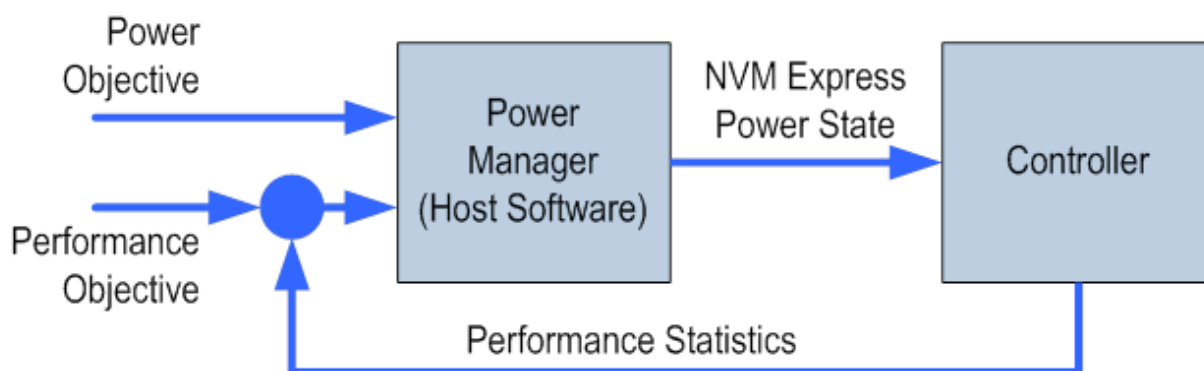 Power
Objective
Performance
Objective
Power
Manager
(Host Software)
NVM Express
Power State
Controller
Performance Statistics